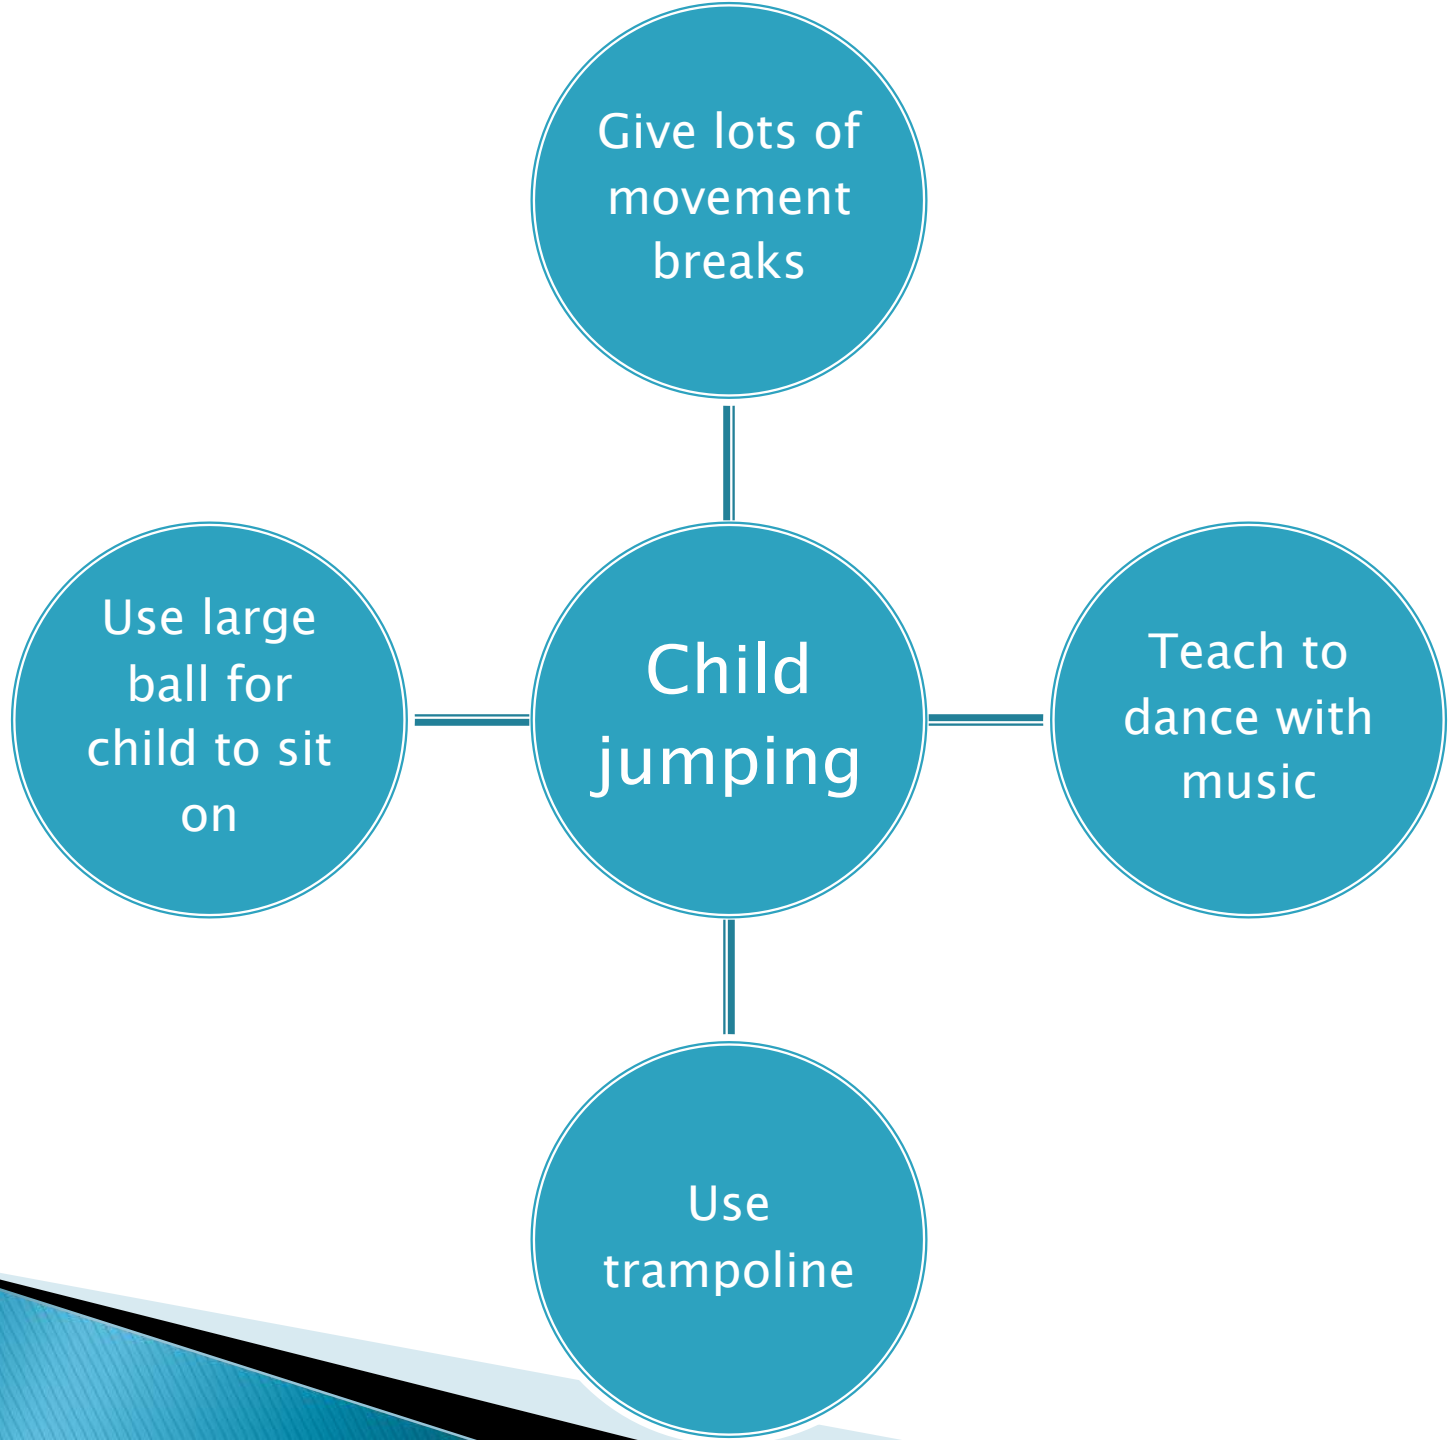 Give lots of
movement
breaks
Use large
ball for
child to sit
on
Child
jumping
Teach to
dance with
music
Use
trampoline